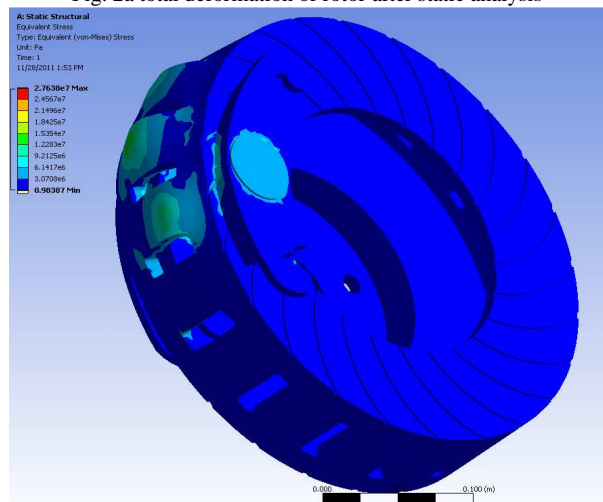 Fig. 2a total deformation of rotor after static analysis
A: Static Structural
Equivalent Stress
Type: Equivalent (von-Mises) Stress
Unit: Pa
Time: 1
11/28/2011 1:53 PM
2.7638e7 Max
2.4567e7
2.1496e7
1.8425e7
1.5354e7
1.2283e7
9.2125e6
6.1417e6
3.0708e6
0.98387 Min
0.000
0.100 (m)